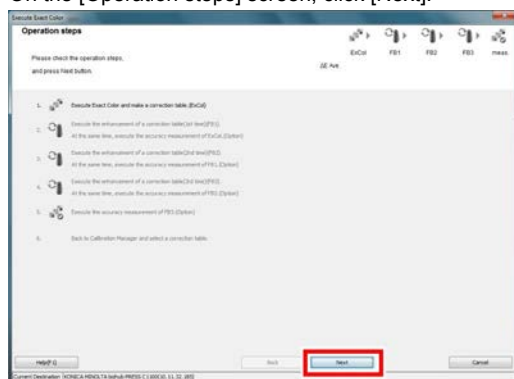 On the [Operation steps] screen, click [Next].
Execute Exact Color
Operation steps
Please check the operation steps,
and press Next button.
ExCol FB1 FB2 FB3 meas.
ΔE Ave.
1. Execute Exact Color and make a correction table.(ExCol)
2. Execute the enhancement of a correction table(1st time)(FB1)
At the same time, execute the accuracy measurement of ExCol.(Option)
3. Execute the enhancement of a correction table(2nd time)(FB2)
At the same time, execute the accuracy measurement of FB1.(Option)
4. Execute the enhancement of a correction table(3rd time)(FB3)
At the same time, execute the accuracy measurement of FB2.(Option)
5. Execute the accuracy measurement of FB3.(Option)
6. Back to Calibration Manager and select a correction table.
Help(F1) Back Next Cancel
Current Destination [KONICA MINOLTA bizhub PRESS